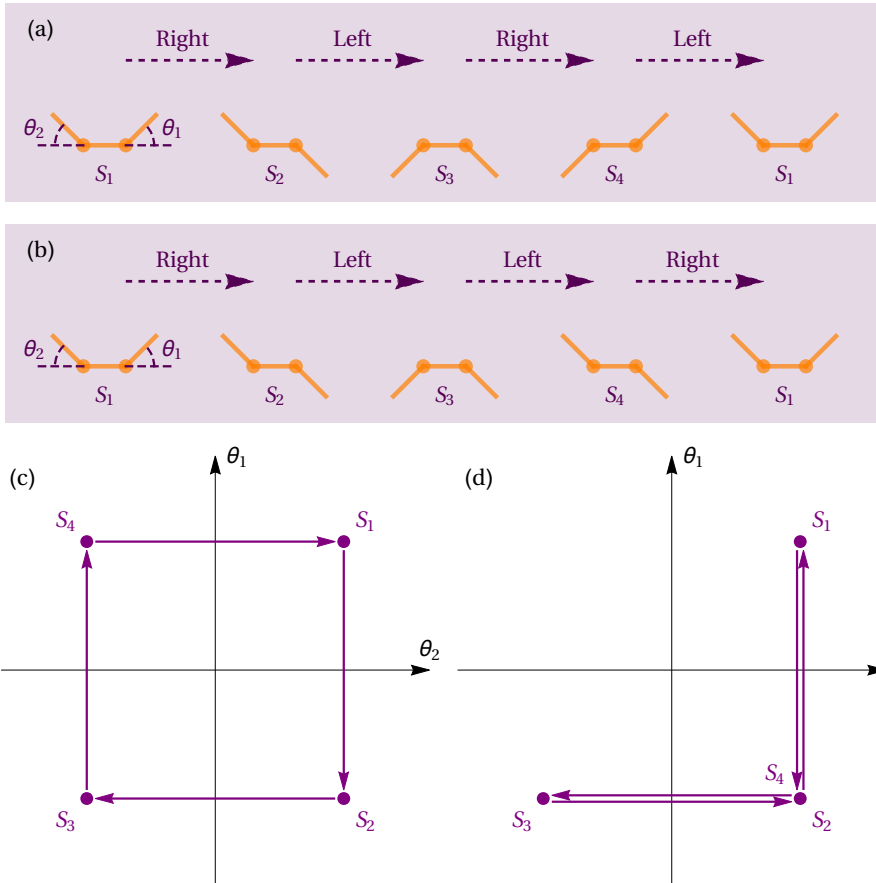 (a)
Right Left Right Left
θ2 θ1
S1 S2 S3 S4 S1
(b)
Right Left Left Right
θ2 θ1
S1 S2 S3 S4 S1
(c) θ1
S4 S1
θ2
S3 S2
(d) θ1
S1
S4
S3 S2